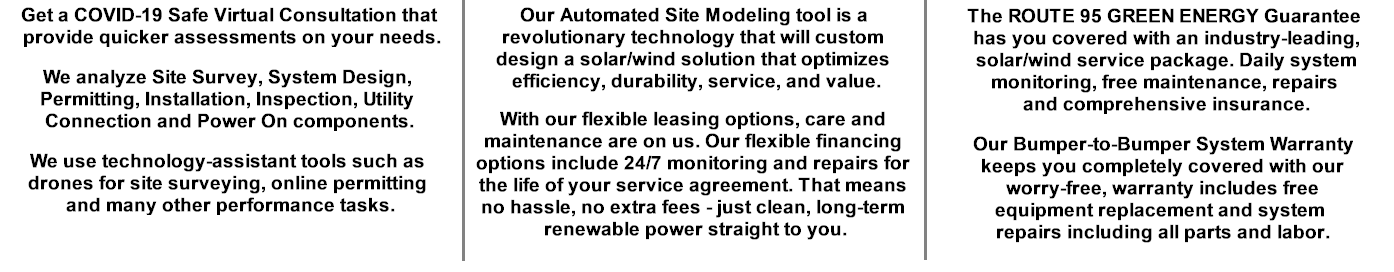 Get a COVID-19 Safe Virtual Consultation that
provide quicker assessments on your needs.
We analyze Site Survey, System Design,
Permitting, Installation, Inspection, Utility
Connection and Power On components.
We use technology-assistant tools such as
drones for site surveying, online permitting
and many other performance tasks.
Our Automated Site Modeling tool is a
revolutionary technology that will custom
design a solar/wind solution that optimizes
efficiency, durability, service, and value.
With our flexible leasing options, care and
maintenance are on us. Our flexible financing
options include 24/7 monitoring and repairs for
the life of your service agreement. That means
no hassle, no extra fees - just clean, long-term
renewable power straight to you.
The ROUTE 95 GREEN ENERGY Guarantee
has you covered with an industry-leading,
solar/wind service package. Daily system
monitoring, free maintenance, repairs
and comprehensive insurance.
Our Bumper-to-Bumper System Warranty
keeps you completely covered with our
worry-free, warranty includes free
equipment replacement and system
repairs including all parts and labor.